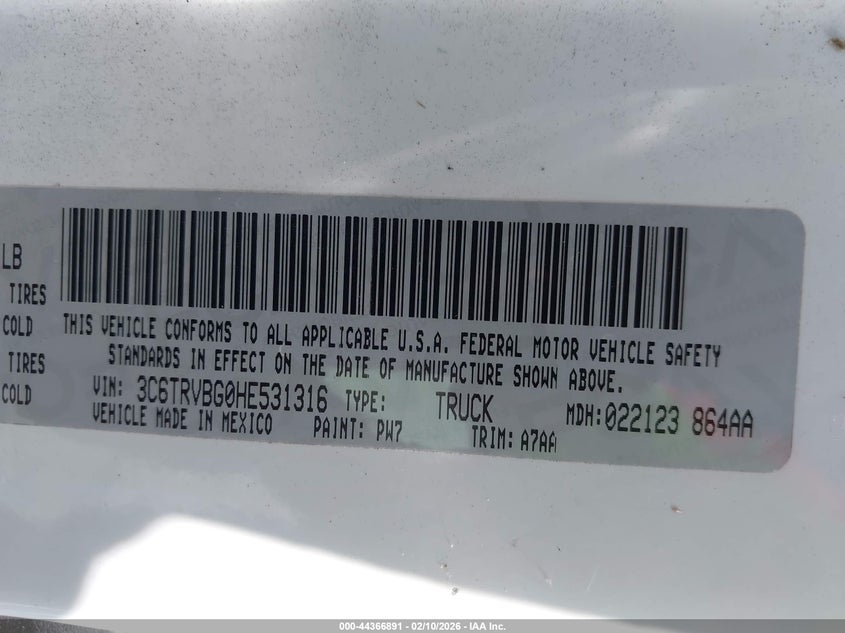 LB
TIRES
COLD
TIRES
COLD
THIS VEHICLE CONFORMS TO ALL APPLICABLE U.S.A. FEDERAL MOTOR VEHICLE SAFETY
STANDARDS IN EFFECT ON THE DATE OF MANUFACTURE SHOWN ABOVE.
VIN: 3C6TRVBG0HE531316 TYPE: TRUCK MDH:022123 864AA
VEHICLE MADE IN MEXICO PAINT: PW7 TRIM: A7AA
000-44366891 - 02/10/2026 - IAA Inc.